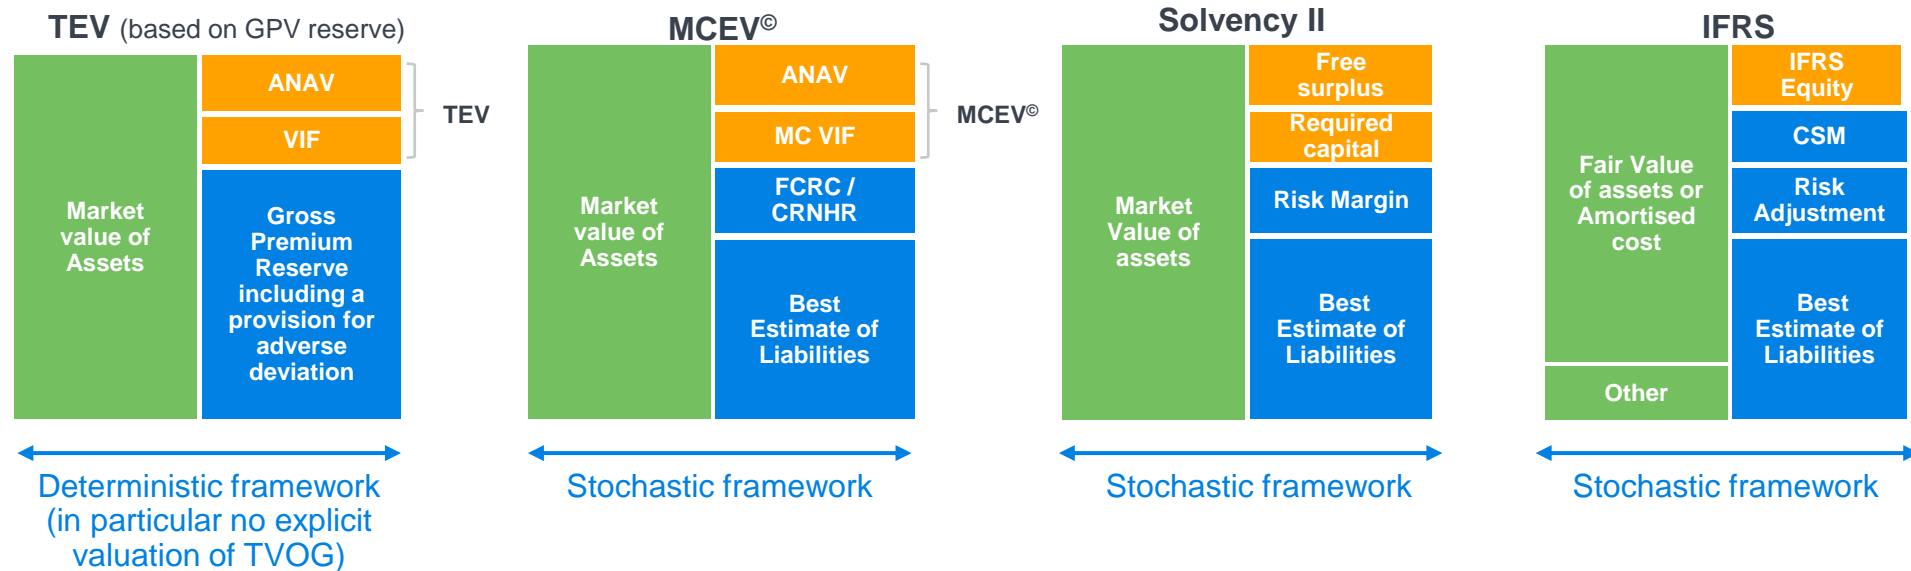 TEV (based on GPV reserve)
ANAV
VIF
TEV
Market
value of
Assets
Gross
Premium
Reserve
including a
provision for
adverse
deviation
Deterministic framework
(in particular no explicit
valuation of TVOG)
MCEV©
ANAV
MC VIF
MCEV©
FCRC /
CRNHR
Market
value of
Assets
Best
Estimate of
Liabilities
Stochastic framework
Solvency II
Free
surplus
Required
capital
Risk Margin
Market
Value of
assets
Best
Estimate of
Liabilities
Stochastic framework
IFRS
IFRS
Equity
CSM
Fair Value
of assets or
Amortised
cost
Risk
Adjustment
Best
Estimate of
Liabilities
Other
Stochastic framework